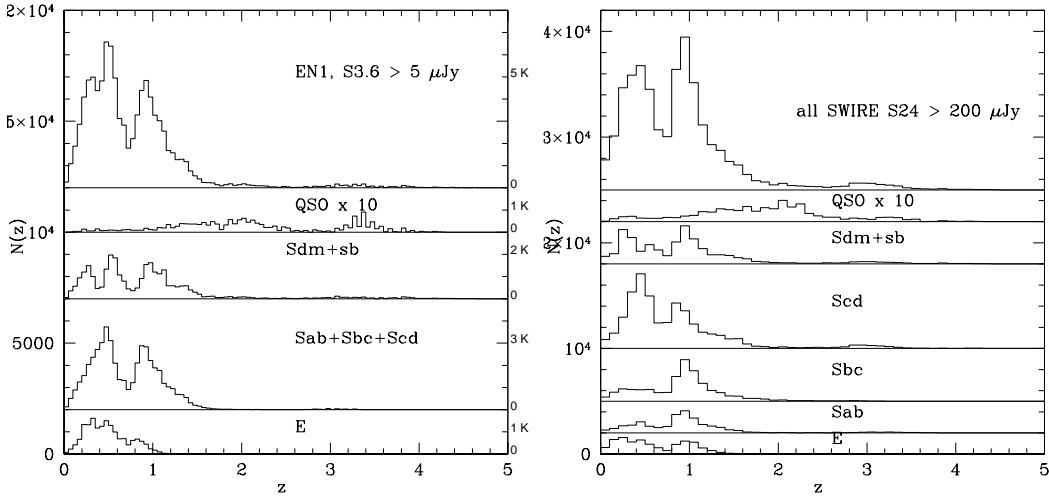 2×10⁴
EN1, S3.6 > 5 μJy
5K
5×10⁴
0
QSO x 10
1K
0
10⁴
N(z)
Sdm+sb
2K
0
Sab+Sbc+Scd
3K
5000
0
E
1K
0
0
0 1 2 3 4 5
z
4×10⁴
all SWIRE S24 > 200 μJy
3×10⁴
QSO x 10
N(z)
2×10⁴
Sdm+sb
Scd
10⁴
Sbc
Sab
E
0
0 1 2 3 4 5
z